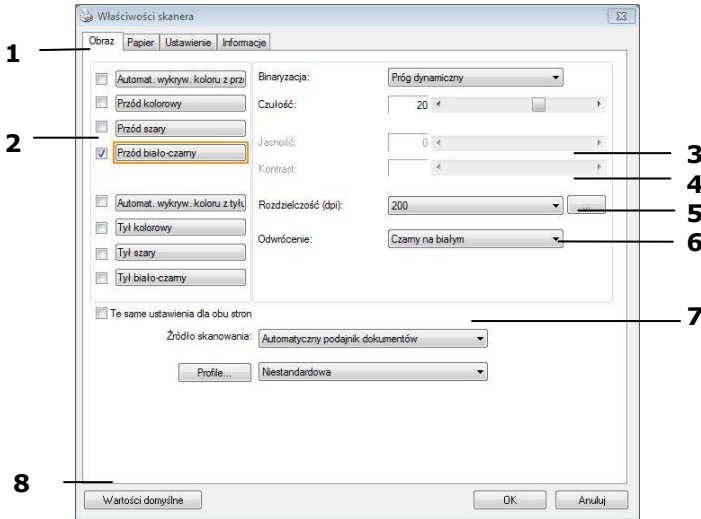 Właściwości skanera
Obraz Papier Ustawienie Informacje
1
Automat. wykryw. koloru z prz
Przód kolorowy
Przód szary
2
Przód biało-czarny
Automat. wykryw. koloru z tyłu
Tył kolorowy
Tył szary
Tył biało-czarny
Binaryzacja: Próg dynamiczny
Czułość: 20
Jasność: 0
3
Kontrast:
4
Rozdzielczość (dpi): 200 ...
5
Odwrócenie: Czarny na białym
6
Te same ustawienia dla obu stron
7
Źródło skanowania: Automatyczny podajnik dokumentów
Profile... Niestandardowa
8
Wartości domyślne OK Anuluj